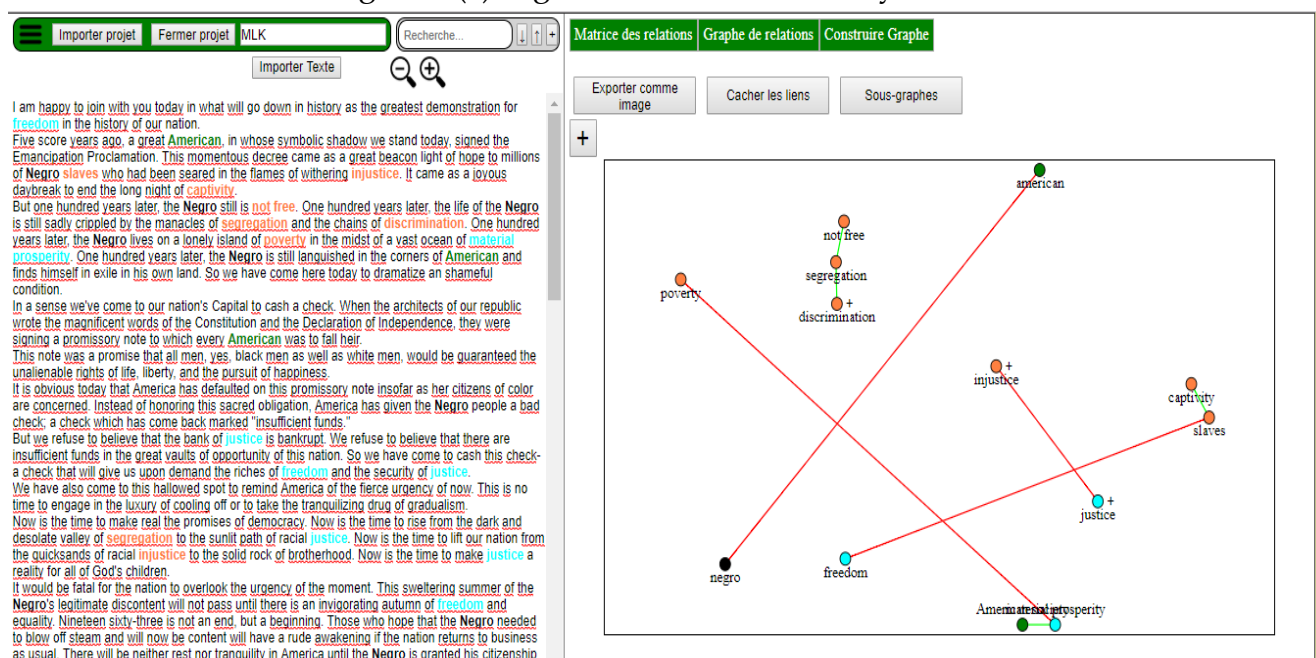 Importer projet Fermer projet MLK Recherche... ↓ ↑ +
Importer Texte
I am happy to join with you today in what will go down in history as the greatest demonstration for
freedom in the history of our nation.
Five score years ago, a great American, in whose symbolic shadow we stand today, signed the
Emancipation Proclamation. This momentous decree came as a great beacon light of hope to millions
of Negro slaves who had been seared in the flames of withering injustice. It came as a joyous
daybreak to end the long night of captivity.
But one hundred years later, the Negro still is not free. One hundred years later, the life of the Negro
is still sadly crippled by the manacles of segregation and the chains of discrimination. One hundred
years later, the Negro lives on a lonely island of poverty in the midst of a vast ocean of material
prosperity. One hundred years later, the Negro is still languished in the corners of American and
finds himself in exile in his own land. So we have come here today to dramatize an shameful
condition.
In a sense we've come to our nation's Capital to cash a check. When the architects of our republic
wrote the magnificent words of the Constitution and the Declaration of Independence, they were
signing a promissory note to which every American was to fall heir.
This note was a promise that all men, yes, black men as well as white men, would be guaranteed the
unalienable rights of life, liberty, and the pursuit of happiness.
It is obvious today that America has defaulted on this promissory note insofar as her citizens of color
are concerned. Instead of honoring this sacred obligation, America has given the Negro people a bad
check; a check which has come back marked "insufficient funds."
But we refuse to believe that the bank of justice is bankrupt. We refuse to believe that there are
insufficient funds in the great vaults of opportunity of this nation. So we have come to cash this check-
a check that will give us upon demand the riches of freedom and the security of justice.
We have also come to this hallowed spot to remind America of the fierce urgency of now. This is no
time to engage in the luxury of cooling off or to take the tranquilizing drug of gradualism.
Now is the time to make real the promises of democracy. Now is the time to rise from the dark and
desolate valley of segregation to the sunlit path of racial justice. Now is the time to lift our nation from
the quicksands of racial injustice to the solid rock of brotherhood. Now is the time to make justice a
reality for all of God's children.
It would be fatal for the nation to overlook the urgency of the moment. This sweltering summer of the
Negro's legitimate discontent will not pass until there is an invigorating autumn of freedom and
equality. Nineteen sixty-three is not an end, but a beginning. Those who hope that the Negro needed
to blow off steam and will now be content will have a rude awakening if the nation returns to business
as usual. There will be neither rest nor tranquility in America until the Negro is granted his citizenship
Matrice des relations Graphe de relations Construire Graphe
Exporter comme
image
Cacher les liens
Sous-graphes
+
american
not free
segregation
poverty
+
discrimination
+
injustice
captivity
slaves
+
justice
negro
freedom